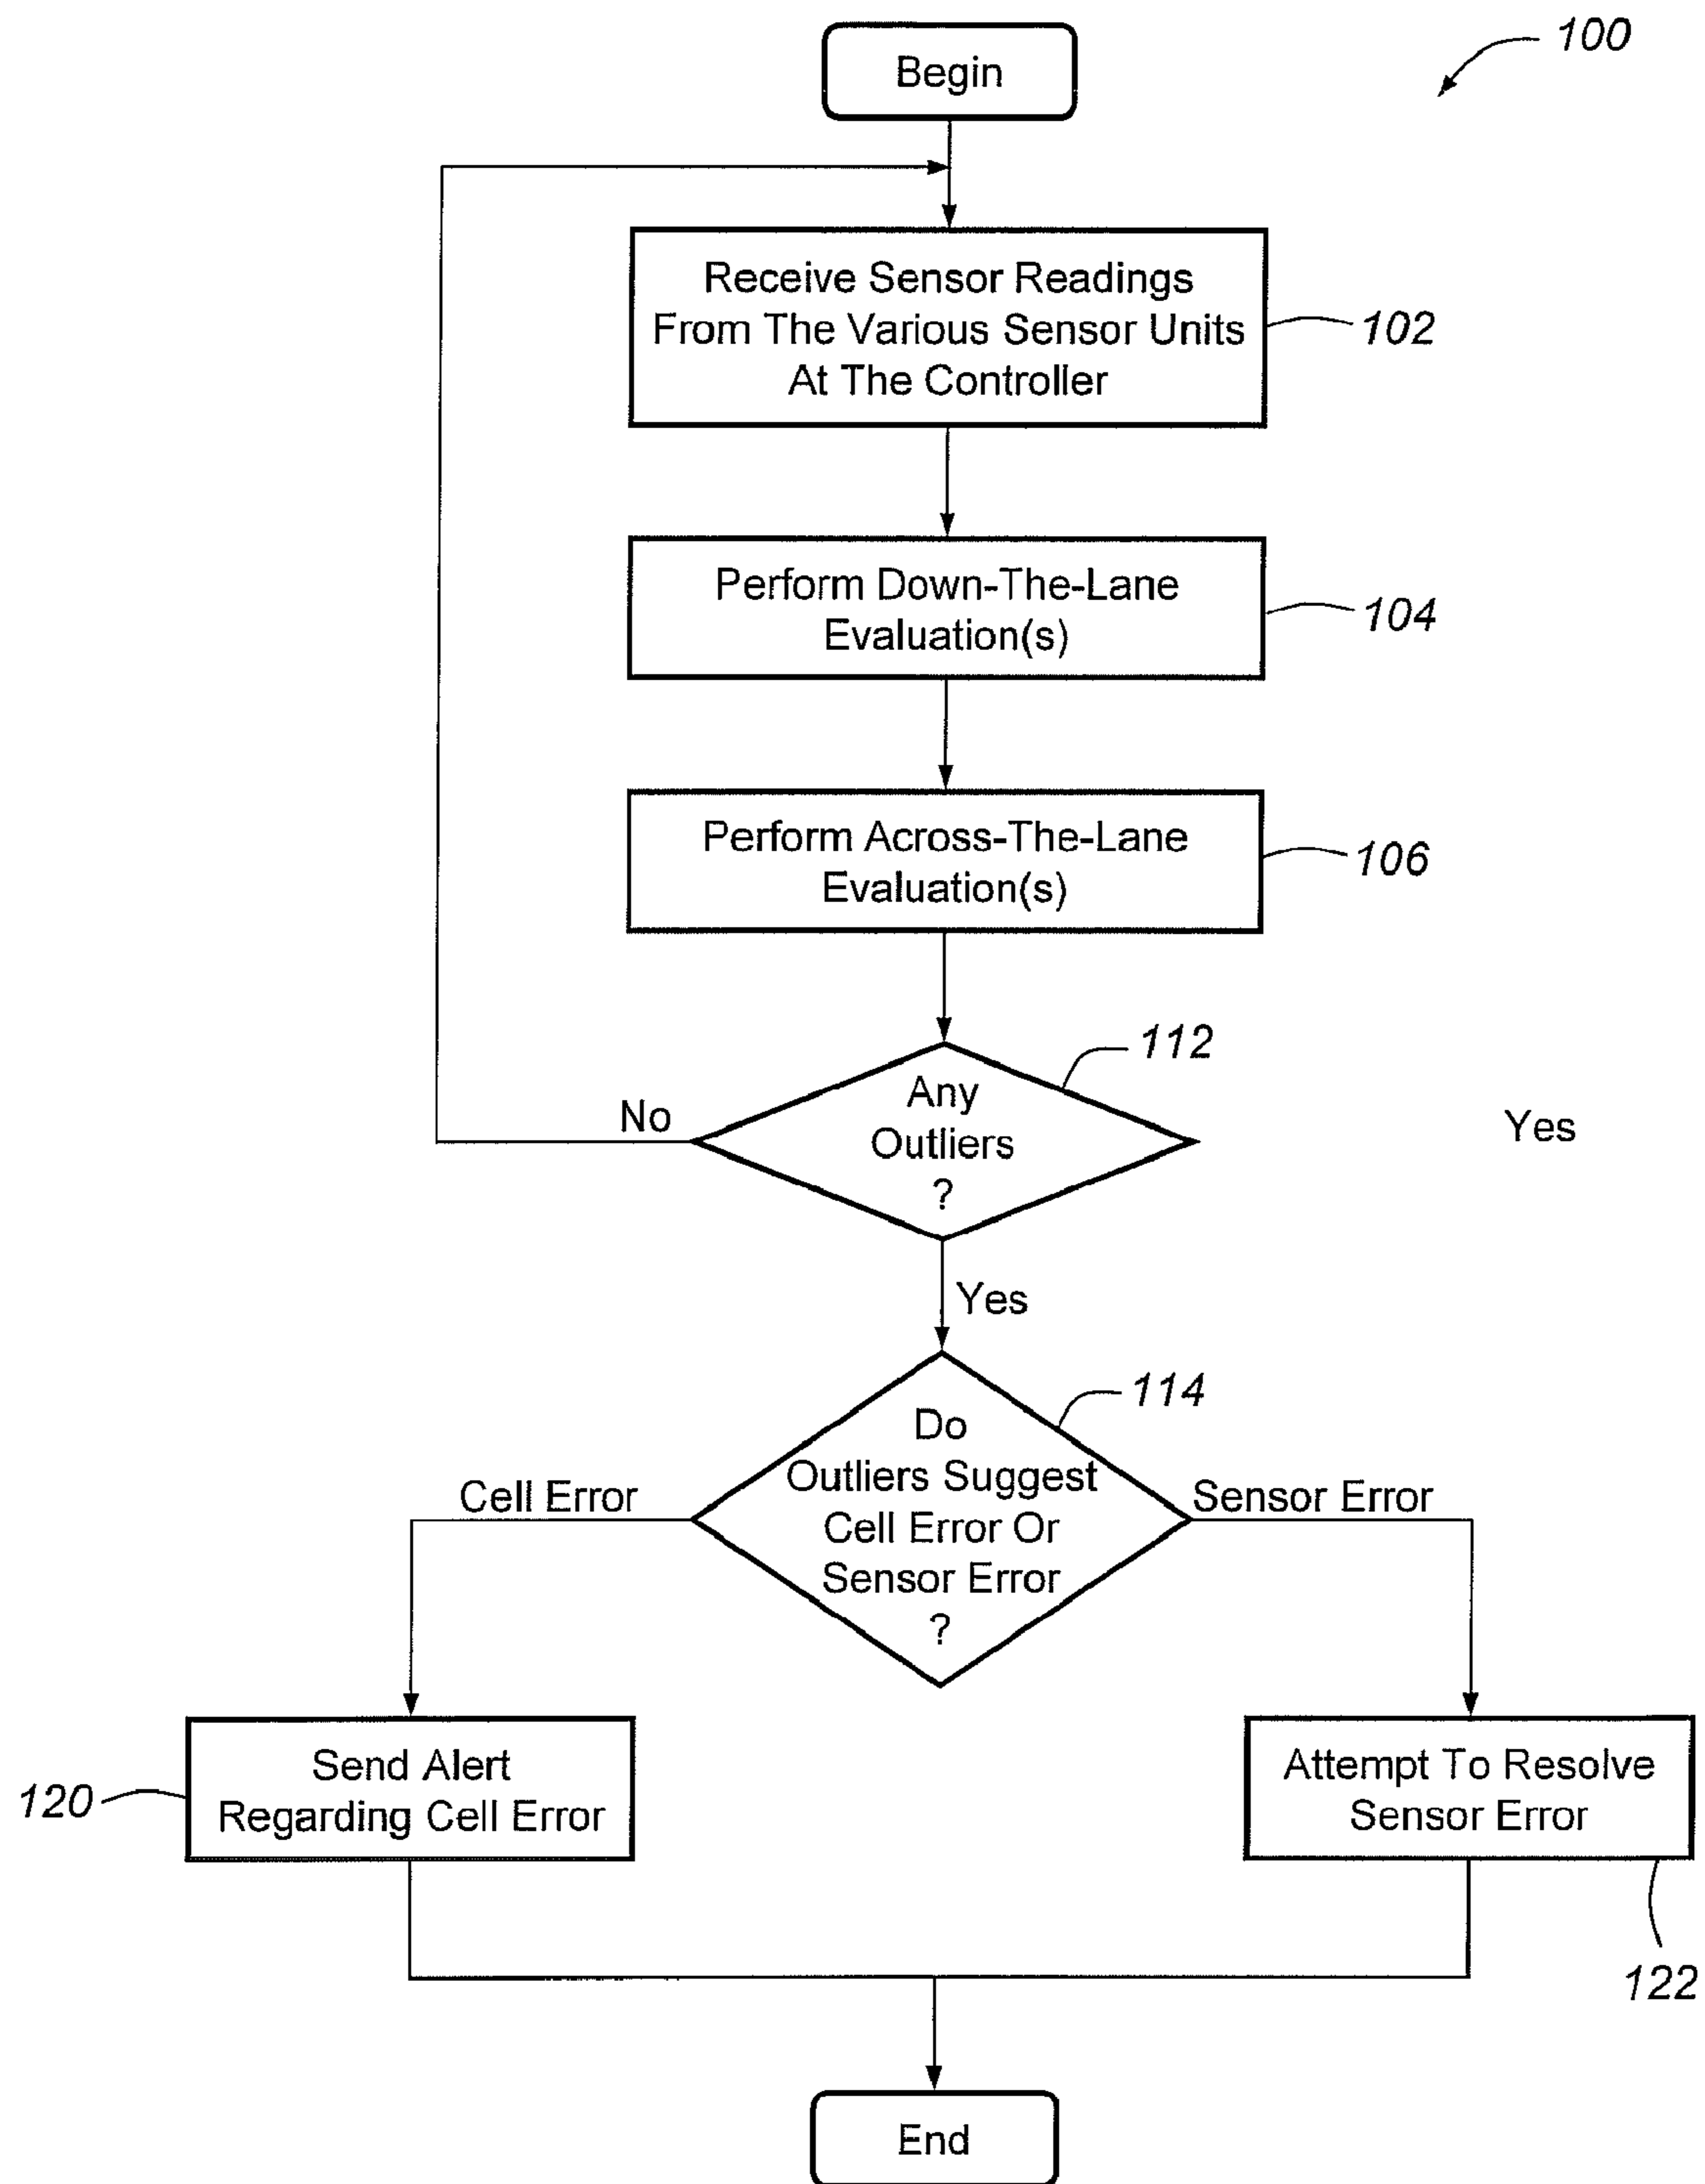 100
Begin
Receive Sensor Readings
From The Various Sensor Units
At The Controller
102
Perform Down-The-Lane
Evaluation(s)
104
Perform Across-The-Lane
Evaluation(s)
106
112
Any
Outliers
?
No
Yes
Yes
114
Do
Outliers Suggest
Cell Error Or
Sensor Error
?
Cell Error
Sensor Error
Send Alert
Regarding Cell Error
120
Attempt To Resolve
Sensor Error
122
End